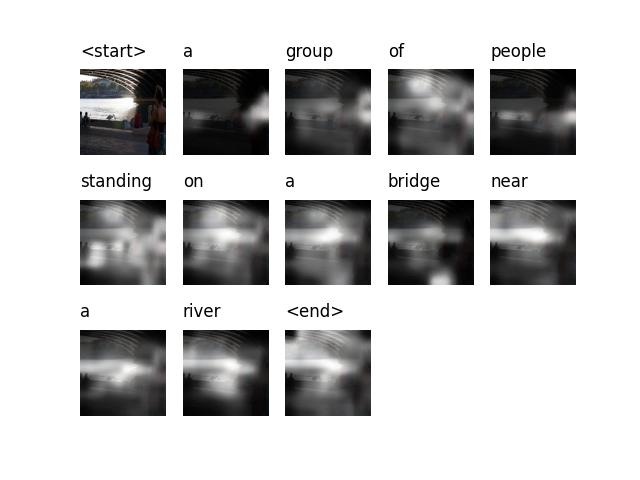 <start> a group of people
standing on a bridge near
a river <end>